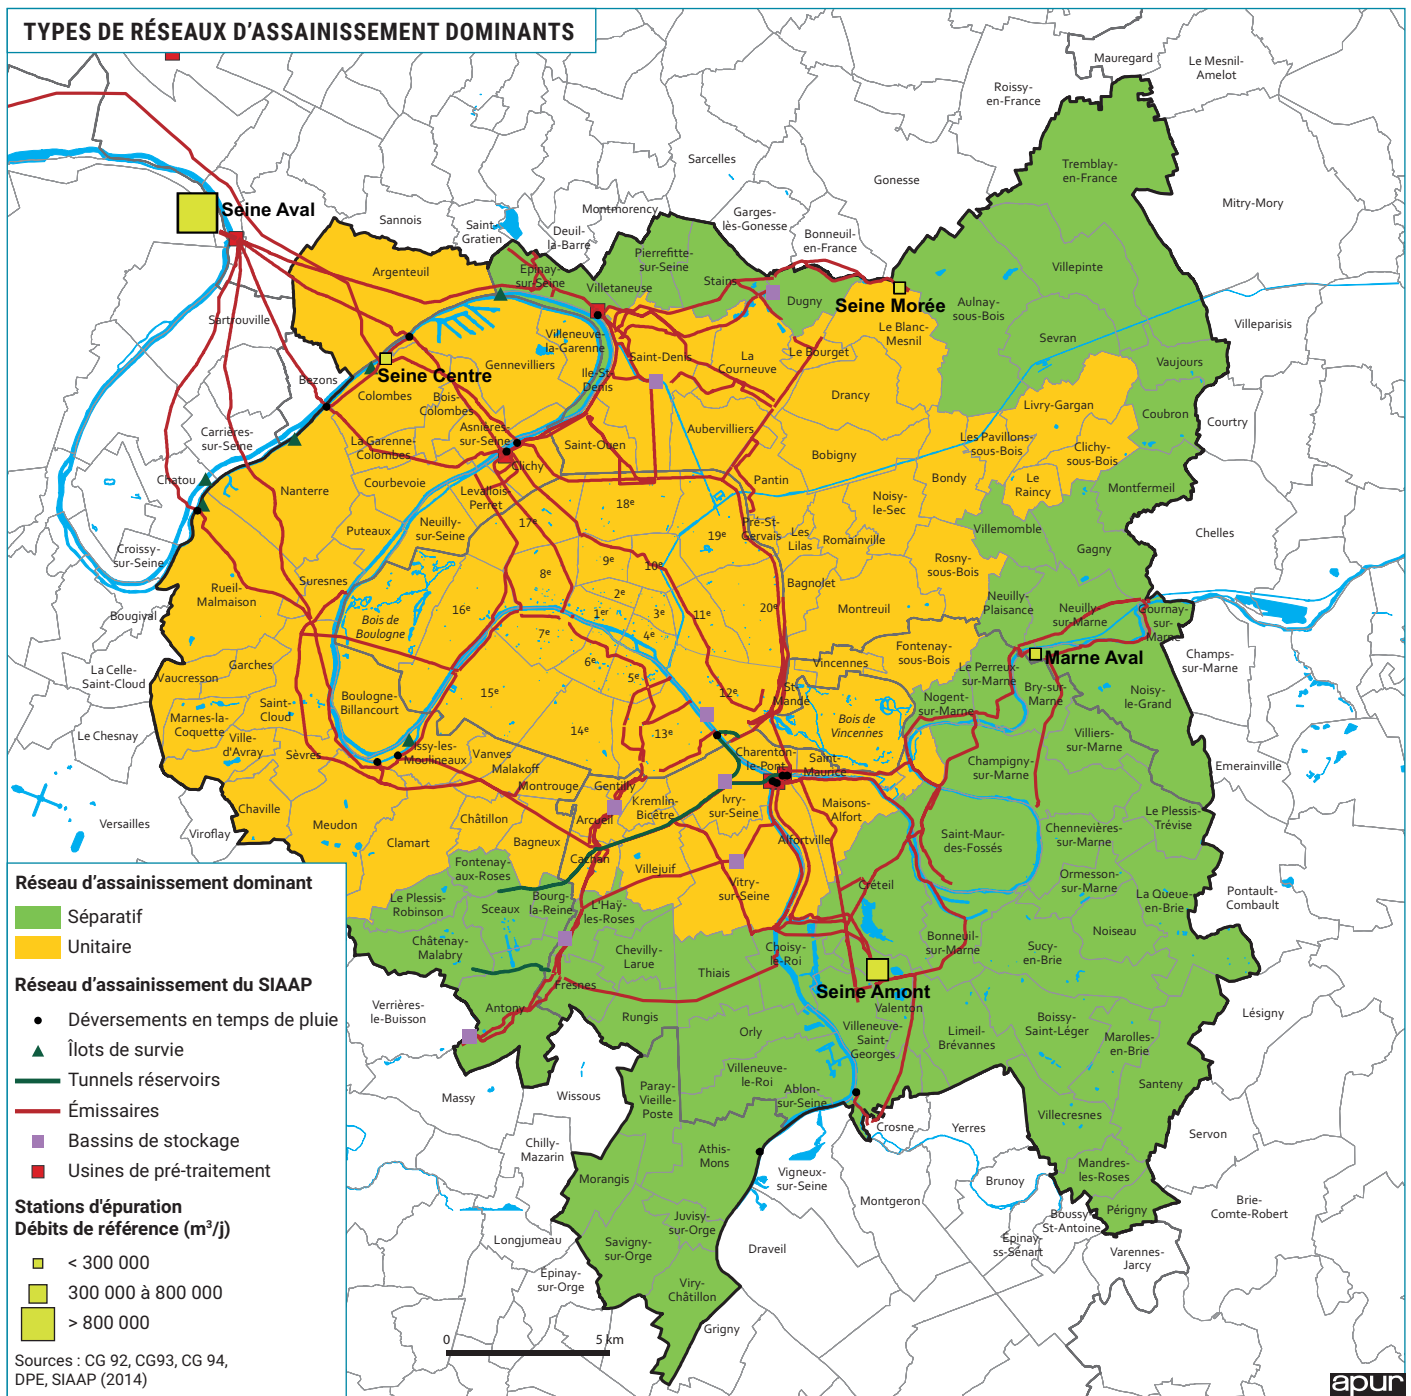 TYPES DE RÉSEAUX D'ASSAINISSEMENT DOMINANTS
Mauregard
Le Mesnil-
Amelot
Roissy-
en-France
Sarcelles
Gonesse
Tremblay-
en-France
Mitry-Mory
Seine Aval
Sannois
Saint-
Gratien
Deuil-
la-Barre
Montmorency
Garges-
lès-Gonesse
Bonneuil-
en-France
Argenteuil
Epinay-
sur-Seine
Villetaneuse
Pierrefitte-
sur-Seine
Stains
Dugny
Seine Morée
Villepinte
Aulnay-
sous-Bois
Le Blanc-
Mesnil
Sartrouville
Villeneuve-
la-Garenne
Gennevilliers
Ile-St-
Denis
Saint-Denis
La
Courneuve
Le Bourget
Sevran
Villeparisis
Vaujours
Seine Centre
Bezons
Colombes
Bois-
Colombes
Drancy
Livry-Gargan
Coubron
Courtry
Carrières-
sur-Seine
La Garenne-
Colombes
Asnières-
sur-Seine
Saint-Ouen
Aubervilliers
Bobigny
Les Pavillons-
sous-Bois
Clichy-
sous-Bois
Chatou
Nanterre
Courbevoie
Clichy
Levallois-
Perret
Pantin
Bondy
Le
Raincy
Montfermeil
Noisy-
le-Sec
Puteaux
Neuilly-
sur-Seine
17e
18e
19e
Pré-St-
Gervais
Les
Lilas
Romainville
Villemomble
Gagny
Chelles
Croissy-
sur-Seine
Suresnes
Rueil-
Malmaison
8e
9e
10e
2e
Bagnolet
Rosny-
sous-Bois
Neuilly-
Plaisance
Neuilly-
sur-Marne
Gournay-
sur-
Marne
Bougival
Bois de
Boulogne
16e
1er
3e
11e
20e
Montreuil
7e
4e
6e
5e
Vincennes
Fontenay-
sous-Bois
Marne Aval
Champs-
sur-Marne
La Celle-
Saint-Cloud
Vaucresson
Garches
Le Perreux-
sur-Marne
Bry-sur-
Marne
Noisy-
le-Grand
Le Chesnay
Marnes-la-
Coquette
Saint-
Cloud
Boulogne-
Billancourt
15e
12e
St-
Mandé
Nogent-
sur-Marne
Bois de
Vincennes
Ville-
d'Avray
Sèvres
14e
13e
Issy-les-
Moulineaux
Vanves
Malakoff
Charenton-
le-Pont
Saint-
Maurice
Villiers-
sur-Marne
Champigny-
sur-Marne
Emerainville
Versailles
Viroflay
Chaville
Meudon
Montrouge
Gentilly
Kremlin-
Bicêtre
Ivry-
sur-Seine
Maisons-
Alfort
Le Plessis-
Trévise
Clamart
Châtillon
Bagneux
Arcueil
Cachan
Villejuif
Alfortville
Saint-Maur-
des-Fossés
Chennevières-
sur-Marne
Fontenay-
aux-Roses
Vitry-
sur-Seine
Créteil
Ormesson-
sur-Marne
La Queue-
en-Brie
Pontault-
Combault
Le Plessis-
Robinson
Sceaux
Bourg-
la-Reine
L'Haÿ-
les-Roses
Châtenay-
Malabry
Chevilly-
Larue
Choisy-
le-Roi
Bonneuil-
sur-Marne
Sucy-
en-Brie
Noiseau
Thiais
Seine Amont
Fresnes
Valenton
Verrières-
le-Buisson
Antony
Rungis
Orly
Villeneuve-
Saint-
Georges
Limeil-
Brévannes
Boissy-
Saint-Léger
Marolles-
en-Brie
Lésigny
Massy
Wissous
Paray-
Vieille-
Poste
Villeneuve-
le-Roi
Ablon-
sur-Seine
Santeny
Villecresnes
Crosne
Yerres
Servon
Chilly-
Mazarin
Athis-
Mons
Morangis
Vigneux-
sur-Seine
Montgeron
Brunoy
Mandres-
les-Roses
Périgny
Brie-
Comte-Robert
Boussy-
St-Antoine
Epinay-
ss-Sénart
Varennes-
Jarcy
Juvisy-
sur-Orge
Savigny-
sur-Orge
Draveil
Longjumeau
Epinay-
sur-Orge
Viry-
Châtillon
Grigny
Réseau d'assainissement dominant
Séparatif
Unitaire
Réseau d'assainissement du SIAAP
Déversements en temps de pluie
Îlots de survie
Tunnels réservoirs
Émissaires
Bassins de stockage
Usines de pré-traitement
Stations d'épuration
Débits de référence (m³/j)
< 300 000
300 000 à 800 000
> 800 000
Sources : CG 92, CG93, CG 94,
DPE, SIAAP (2014)
0 5 km
apur